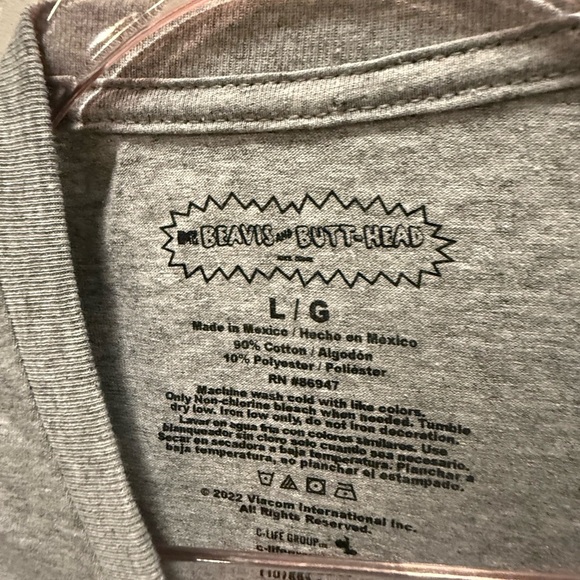 BEAVIS AND BUTT-HEAD
L / G
Made in Mexico / Hecho en México
90% Cotton / Algodón
10% Polyester / Poliéster
RN #86947
Machine wash cold with like colors.
Only Non-chlorine bleach when needed. Tumble
dry low. Iron low only, do not iron decoration.
Lavar en agua fria con colores similares. Use
blanqueador sin cloro solo cuando sea necesario.
Secar en secadora a baja temperatura. Planchar a
baja temperatura, no planchar el estampado.
© 2022 Viacom International Inc.
All Rights Reserved.
C-LIFE GROUP